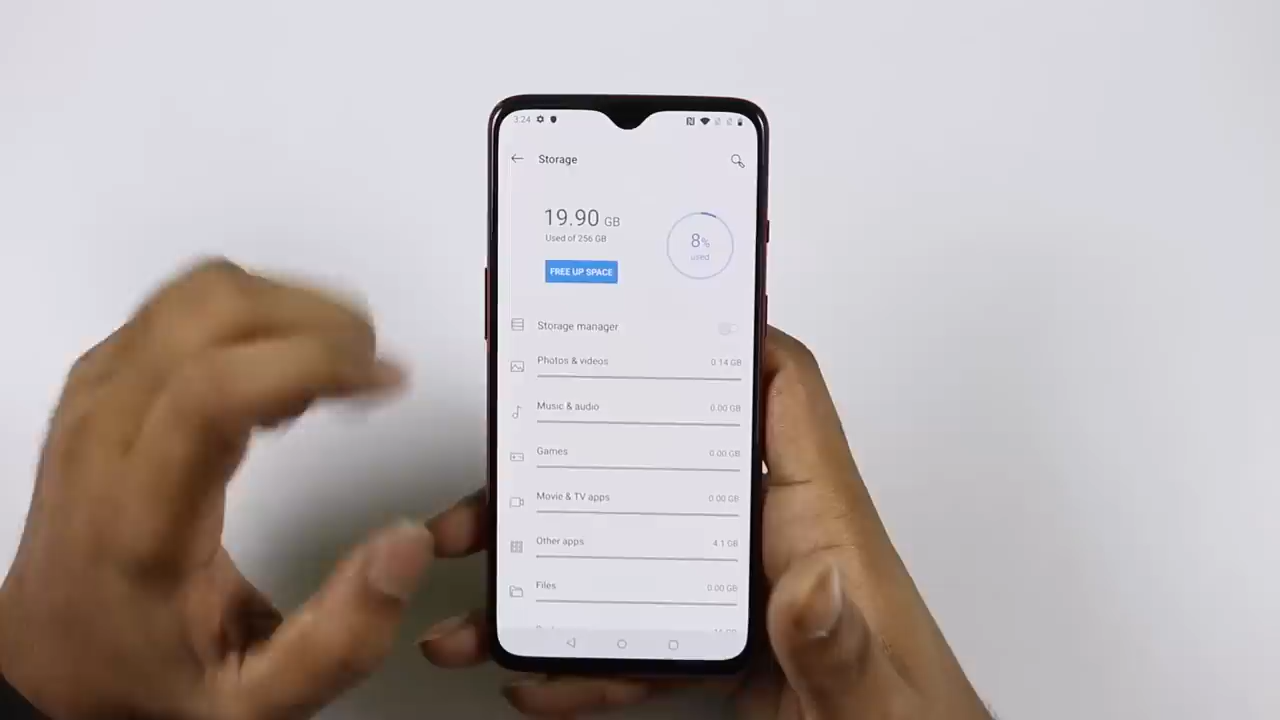 3:24
Storage
19.90 GB
Used of 256 GB
8%
used
FREE UP SPACE
Storage manager
Photos & videos 0.14 GB
Music & audio 0.00 GB
Games 0.00 GB
Movie & TV apps 0.00 GB
Other apps 4.1 GB
Files 0.00 GB